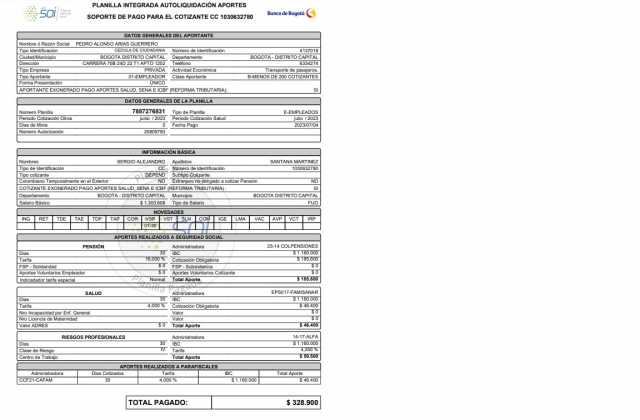 PLANILLA INTEGRADA AUTOLIQUIDACIÓN APORTES
SOPORTE DE PAGO PARA EL COTIZANTE CC 1030632780
SOI
Banco de Bogotá
DATOS GENERALES DEL APORTANTE
Nombre ó Razón Social PEDRO ALONSO ARIAS GUERRERO
Tipo Identificación CÉDULA DE CIUDADANÍA Número de Identificación
Ciudad/Municipio BOGOTA DISTRITO CAPITAL Departamento BOGOTA - DISTRITO CAPITAL
Dirección CARRERA 70B 24D 22 T1 APTO 1202 Teléfono 6334274
Tipo Empresa PRIVADA Actividad Económica Transporte de pasajeros.
Tipo Aportante 01-EMPLEADOR Clase Aportante B-MENOS DE 200 COTIZANTES
Forma Presentación ÚNICO
APORTANTE EXONERADO PAGO APORTES SALUD, SENA E ICBF (REFORMA TRIBUTARIA): SI
DATOS GENERALES DE LA PLANILLA
Número Planilla 7887276831 Tipo de Planilla E-EMPLEADOS
Período Cotización Otros junio / 2023 Período Cotización Salud julio / 2023
Días de Mora 0 Fecha Pago 2023/07/04
Número Autorización
INFORMACIÓN BÁSICA
Nombres SERGIO ALEJANDRO Apellidos SANTANA MARTINEZ
Tipo de Identificación CC Número de Identificación 1030632780
Tipo cotizante DEPEND Subtipo Cotizante
Colombiano Temporalmente en el Exterior NO Extranjero no obligado a cotizar Pensión NO
COTIZANTE EXONERADO PAGO APORTES SALUD, SENA E ICBF (REFORMA TRIBUTARIA): SI
Departamento BOGOTA - DISTRITO CAPITAL Municipio BOGOTA DISTRITO CAPITAL
Salario Básico Tipo de Salario FIJO
NOVEDADES
ING RET TDE TAE TDP TAP COR VSP VST SLN COM IGE LMA VAC AVP VCT IRP
APORTES REALIZADOS A SEGURIDAD SOCIAL
PENSIÓN Administradora 25-14 COLPENSIONES
Días 30 IBC $ 1.160.000
Tarifa 16,000 % Cotización Obligatoria $ 185.600
FSP - Solidaridad $ 0 FSP - Subsistencia $ 0
Aportes Voluntarios Empleador $ 0 Aportes Voluntarios Cotizante $ 0
Indicador tarifa especial Normal Total Aporte $ 185.600
SALUD Administradora EPS017-FAMISANAR
Días 30 IBC $ 1.160.000
Tarifa 4,000 % Cotización Obligatoria $ 46.400
Nro Incapacidad por Enf. General Valor $ 0
Nro Licencia de Maternidad Valor $ 0
Valor ADRES $ 0 Total Aporte $ 46.400
RIESGOS PROFESIONALES Administradora 14-17-ALFA
Días 30 IBC $ 1.160.000
Clase de Riesgo IV Tarifa
Centro de Trabajo Total Aporte $ 50.500
APORTES REALIZADOS A PARAFISCALES
Administradora Días Cotizados Tarifa IBC Total Aporte
CCF21-CAFAM 30 4,000 % $ 1.160.000 $ 46.400
TOTAL PAGADO: $ 328.900